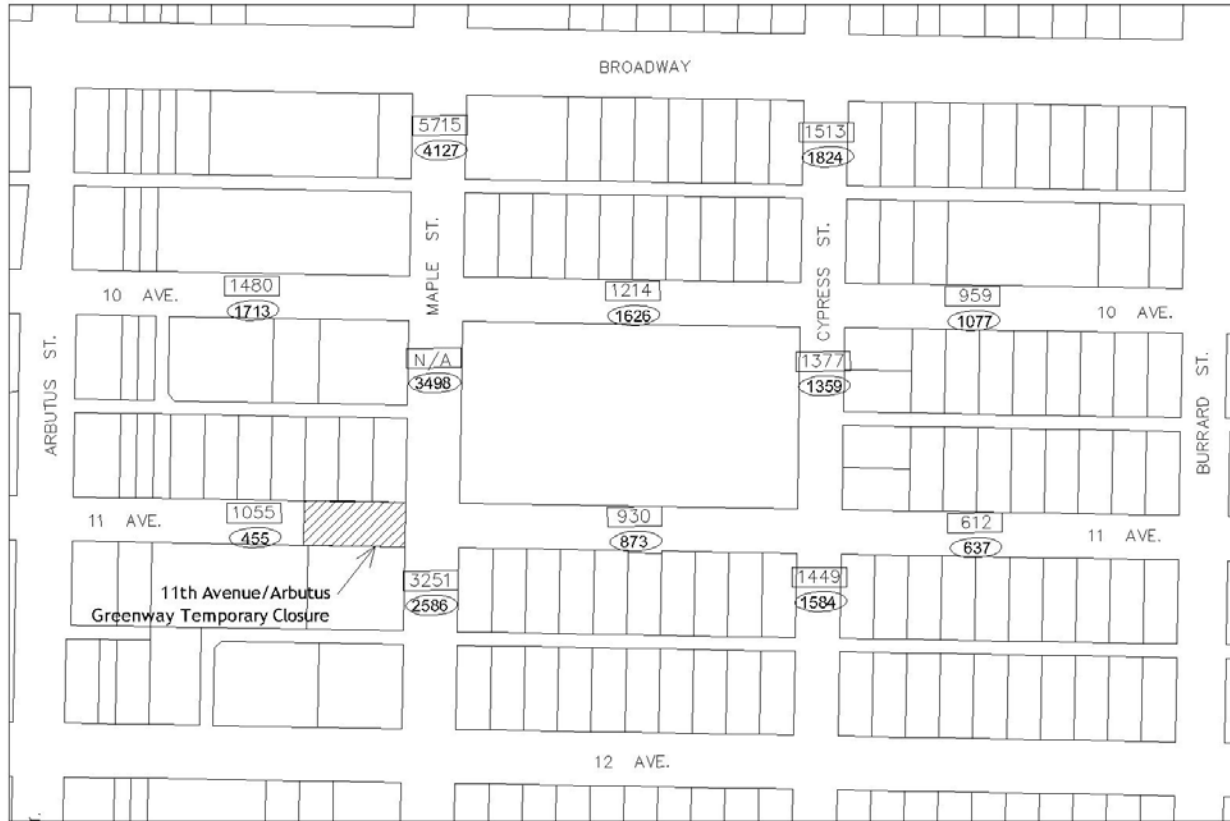 BROADWAY
5715
4127
1513
1824
MAPLE ST.
CYPRESS ST.
10 AVE.
1480
1713
1214
1626
959
1077
10 AVE.
ARBUTUS ST.
N/A
3498
1377
1359
BURRARD ST.
11 AVE.
1055
455
930
873
612
637
11 AVE.
11th Avenue/Arbutus
Greenway Temporary Closure
3251
2586
1449
1584
12 AVE.